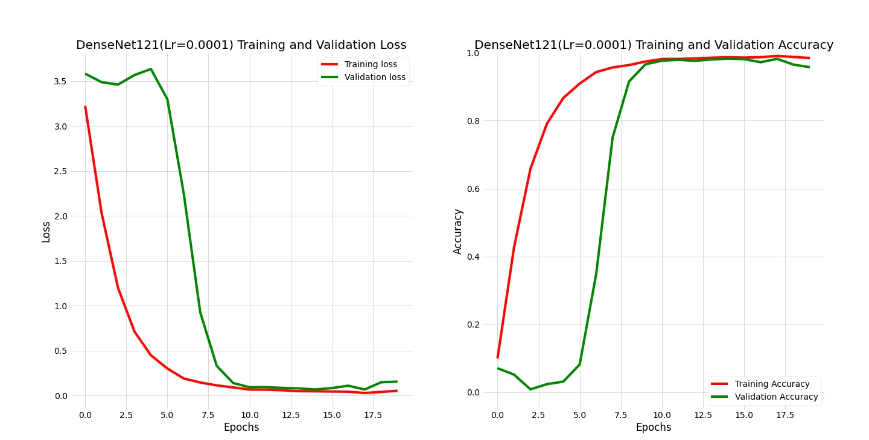 DenseNet121(Lr=0.0001) Training and Validation Loss
Training loss
Validation loss
3.5
3.0
2.5
2.0
1.5
1.0
0.5
0.0
Loss
0.0 2.5 5.0 7.5 10.0 12.5 15.0 17.5
Epochs
DenseNet121(Lr=0.0001) Training and Validation Accuracy
1.0
0.8
0.6
0.4
0.2
0.0
Accuracy
Training Accuracy
Validation Accuracy
0.0 2.5 5.0 7.5 10.0 12.5 15.0 17.5
Epochs